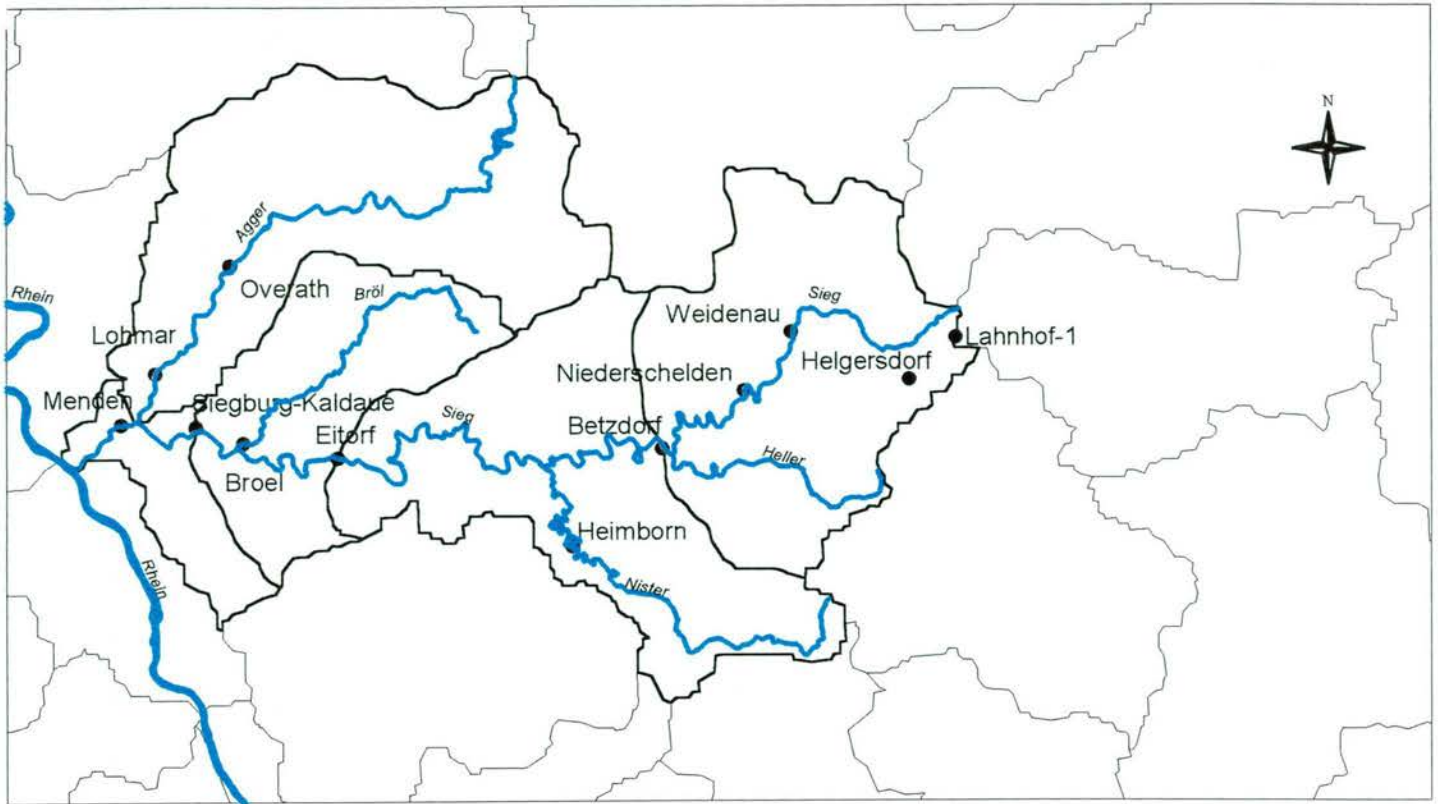 N
Agger
Overath
Rhein
Bröl
Sieg
Weidenau
Lohmar
Lahnhof-1
Helgersdorf
Niederschelden
Menden
Siegburg-Kaldaue
Sieg
Betzdorf
Eitorf
Heller
Broel
Heimborn
Rhein
Nister